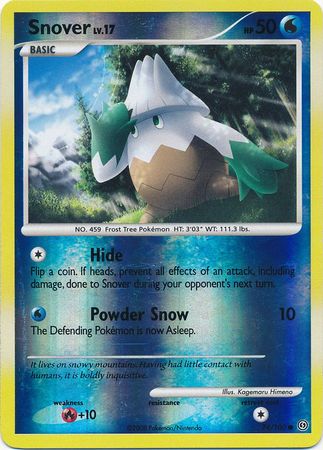 Snover LV.17 HP 50
BASIC
NO. 459 Frost Tree Pokémon HT: 3'03" WT: 111.3 lbs.
Hide
Flip a coin. If heads, prevent all effects of an attack, including
damage, done to Snover during your opponent's next turn.
Powder Snow 10
The Defending Pokémon is now Asleep.
It lives on snowy mountains. Having had little contact with
humans, it is boldly inquisitive.
Illus. Kagemaru Himeno
weakness resistance retreat cost
+10
©2008 Pokémon/Nintendo /100